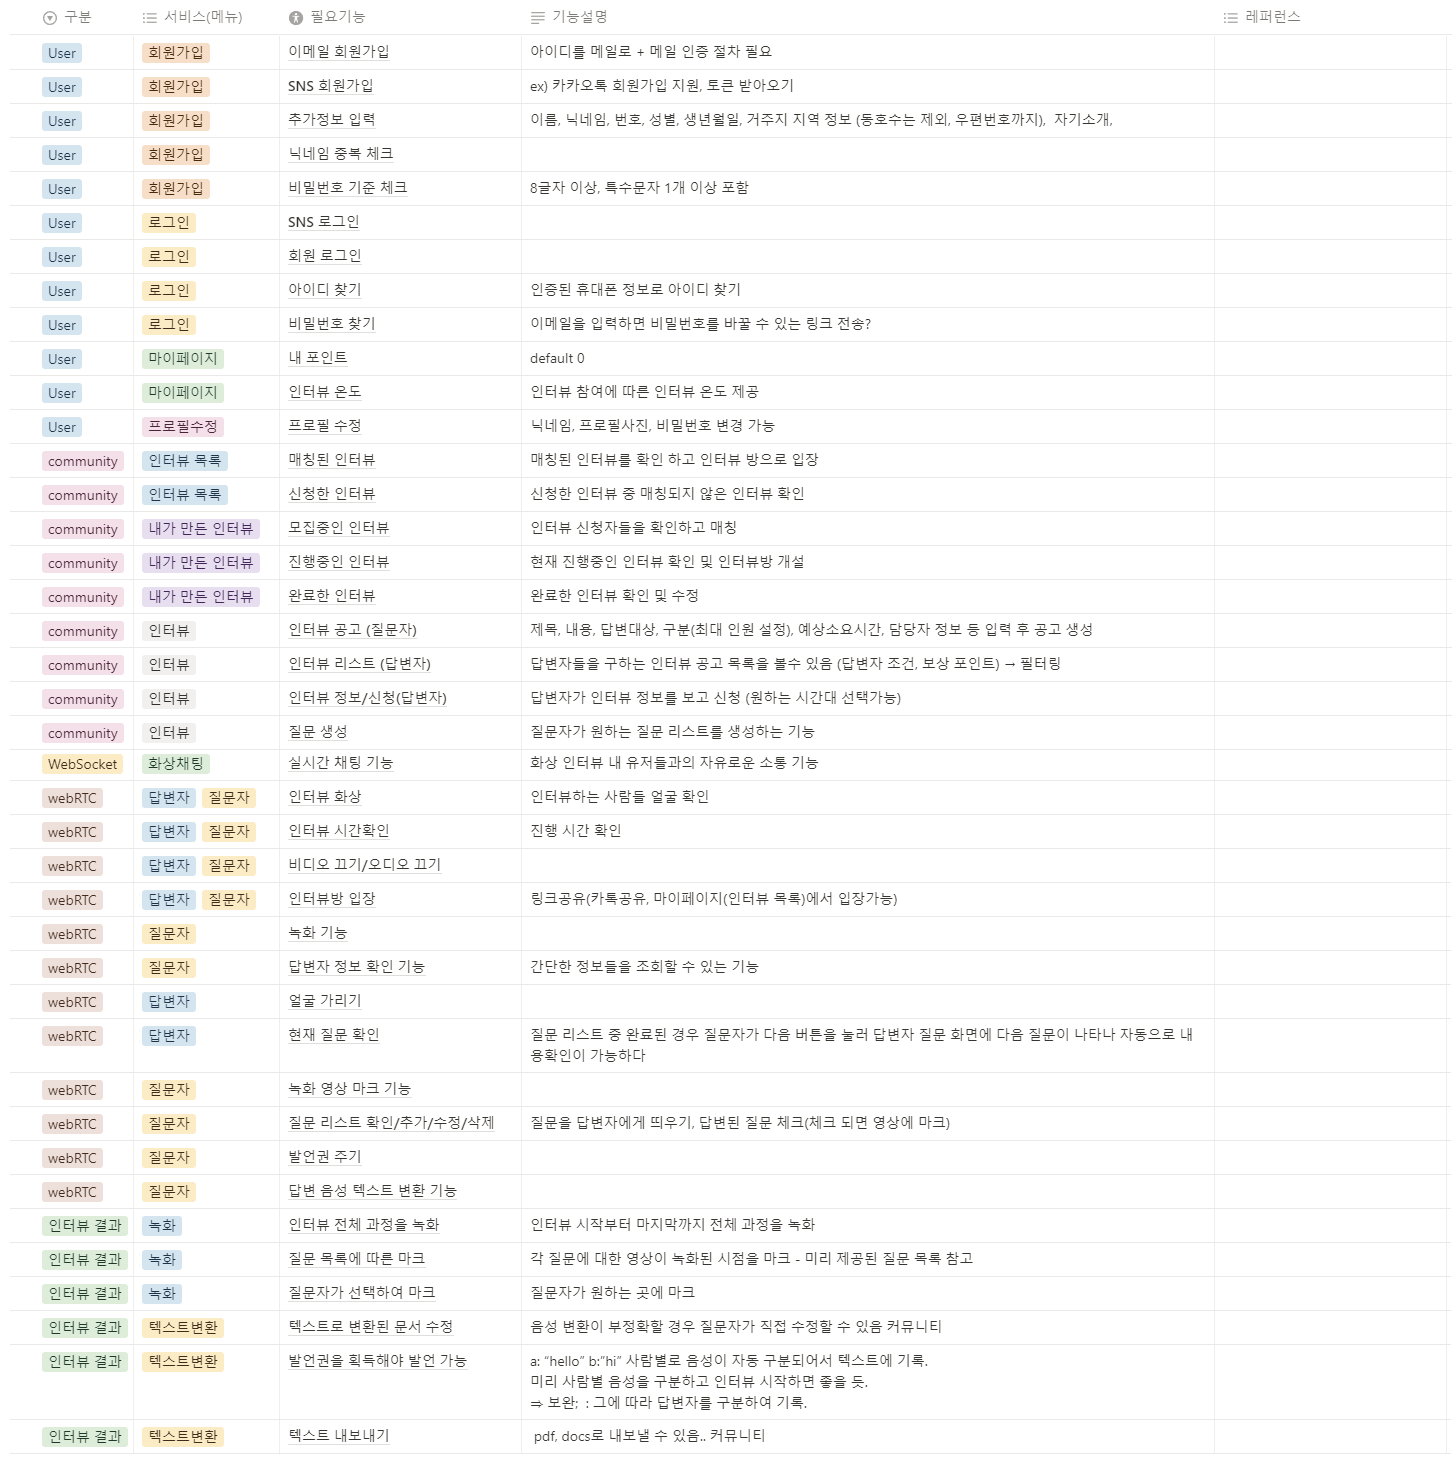 구분 서비스(메뉴) 필요기능 기능설명 레퍼런스
User 회원가입 이메일 회원가입 아이디를 메일로 + 메일 인증 절차 필요
User 회원가입 SNS 회원가입 ex) 카카오톡 회원가입 지원, 토큰 받아오기
User 회원가입 추가정보 입력 이름, 닉네임, 번호, 성별, 생년월일, 거주지 지역 정보 (동호수는 제외, 우편번호까지), 자기소개,
User 회원가입 닉네임 중복 체크
User 회원가입 비밀번호 기준 체크 8글자 이상, 특수문자 1개 이상 포함
User 로그인 SNS 로그인
User 로그인 회원 로그인
User 로그인 아이디 찾기 인증된 휴대폰 정보로 아이디 찾기
User 로그인 비밀번호 찾기 이메일을 입력하면 비밀번호를 바꿀 수 있는 링크 전송?
User 마이페이지 내 포인트 default 0
User 마이페이지 인터뷰 온도 인터뷰 참여에 따른 인터뷰 온도 제공
User 프로필수정 프로필 수정 닉네임, 프로필사진, 비밀번호 변경 가능
community 인터뷰 목록 매칭된 인터뷰 매칭된 인터뷰를 확인 하고 인터뷰 방으로 입장
community 인터뷰 목록 신청한 인터뷰 신청한 인터뷰 중 매칭되지 않은 인터뷰 확인
community 내가 만든 인터뷰 모집중인 인터뷰 인터뷰 신청자들을 확인하고 매칭
community 내가 만든 인터뷰 진행중인 인터뷰 현재 진행중인 인터뷰 확인 및 인터뷰방 개설
community 내가 만든 인터뷰 완료한 인터뷰 완료한 인터뷰 확인 및 수정
community 인터뷰 인터뷰 공고 (질문자) 제목, 내용, 답변대상, 구분(최대 인원 설정), 예상소요시간, 담당자 정보 등 입력 후 공고 생성
community 인터뷰 인터뷰 리스트 (답변자) 답변자들을 구하는 인터뷰 공고 목록을 볼수 있음 (답변자 조건, 보상 포인트) → 필터링
community 인터뷰 인터뷰 정보/신청(답변자) 답변자가 인터뷰 정보를 보고 신청 (원하는 시간대 선택가능)
community 인터뷰 질문 생성 질문자가 원하는 질문 리스트를 생성하는 기능
WebSocket 화상채팅 실시간 채팅 기능 화상 인터뷰 내 유저들과의 자유로운 소통 기능
webRTC 답변자 질문자 인터뷰 화상 인터뷰하는 사람들 얼굴 확인
webRTC 답변자 질문자 인터뷰 시간확인 진행 시간 확인
webRTC 답변자 질문자 비디오 끄기/오디오 끄기
webRTC 답변자 질문자 인터뷰방 입장 링크공유(카톡공유, 마이페이지(인터뷰 목록)에서 입장가능)
webRTC 질문자 녹화 기능
webRTC 질문자 답변자 정보 확인 기능 간단한 정보들을 조회할 수 있는 기능
webRTC 답변자 얼굴 가리기
webRTC 답변자 현재 질문 확인 질문 리스트 중 완료된 경우 질문자가 다음 버튼을 눌러 답변자 질문 화면에 다음 질문이 나타나 자동으로 내
용확인이 가능하다
webRTC 질문자 녹화 영상 마크 기능
webRTC 질문자 질문 리스트 확인/추가/수정/삭제 질문을 답변자에게 띄우기, 답변된 질문 체크(체크 되면 영상에 마크)
webRTC 질문자 발언권 주기
webRTC 질문자 답변 음성 텍스트 변환 기능
인터뷰 결과 녹화 인터뷰 전체 과정을 녹화 인터뷰 시작부터 마지막까지 전체 과정을 녹화
인터뷰 결과 녹화 질문 목록에 따른 마크 각 질문에 대한 영상이 녹화된 시점을 마크 - 미리 제공된 질문 목록 참고
인터뷰 결과 녹화 질문자가 선택하여 마크 질문자가 원하는 곳에 마크
인터뷰 결과 텍스트변환 텍스트로 변환된 문서 수정 음성 변환이 부정확할 경우 질문자가 직접 수정할 수 있음 커뮤니티
인터뷰 결과 텍스트변환 발언권을 획득해야 발언 가능 a: “hello” b:”hi” 사람별로 음성이 자동 구분되어서 텍스트에 기록.
미리 사람별 음성을 구분하고 인터뷰 시작하면 좋을 듯.
⇒ 보완; : 그에 따라 답변자를 구분하여 기록.
인터뷰 결과 텍스트변환 텍스트 내보내기 pdf, docs로 내보낼 수 있음.. 커뮤니티